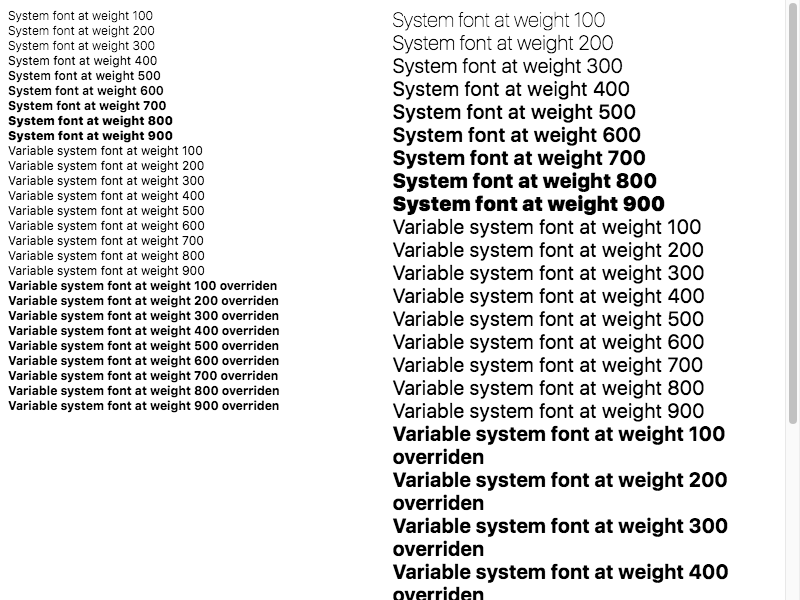 System font at weight 100
System font at weight 200
System font at weight 300
System font at weight 400
System font at weight 500
System font at weight 600
System font at weight 700
System font at weight 800
System font at weight 900
Variable system font at weight 100
Variable system font at weight 200
Variable system font at weight 300
Variable system font at weight 400
Variable system font at weight 500
Variable system font at weight 600
Variable system font at weight 700
Variable system font at weight 800
Variable system font at weight 900
Variable system font at weight 100 overriden
Variable system font at weight 200 overriden
Variable system font at weight 300 overriden
Variable system font at weight 400 overriden
Variable system font at weight 500 overriden
Variable system font at weight 600 overriden
Variable system font at weight 700 overriden
Variable system font at weight 800 overriden
Variable system font at weight 900 overriden
System font at weight 100
System font at weight 200
System font at weight 300
System font at weight 400
System font at weight 500
System font at weight 600
System font at weight 700
System font at weight 800
System font at weight 900
Variable system font at weight 100
Variable system font at weight 200
Variable system font at weight 300
Variable system font at weight 400
Variable system font at weight 500
Variable system font at weight 600
Variable system font at weight 700
Variable system font at weight 800
Variable system font at weight 900
Variable system font at weight 100
overriden
Variable system font at weight 200
overriden
Variable system font at weight 300
overriden
Variable system font at weight 400
overriden